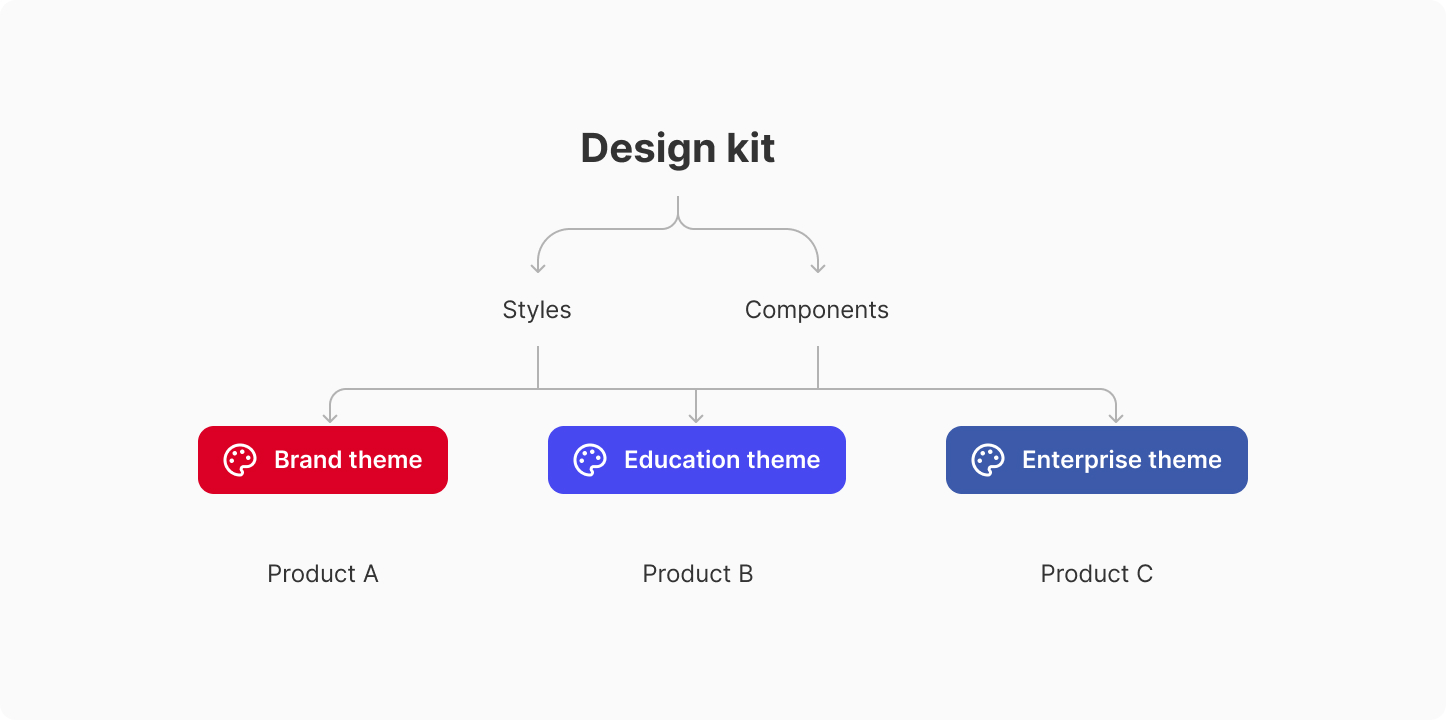 Design kit
Styles
Components
Brand theme
Education theme
Enterprise theme
Product A
Product B
Product C